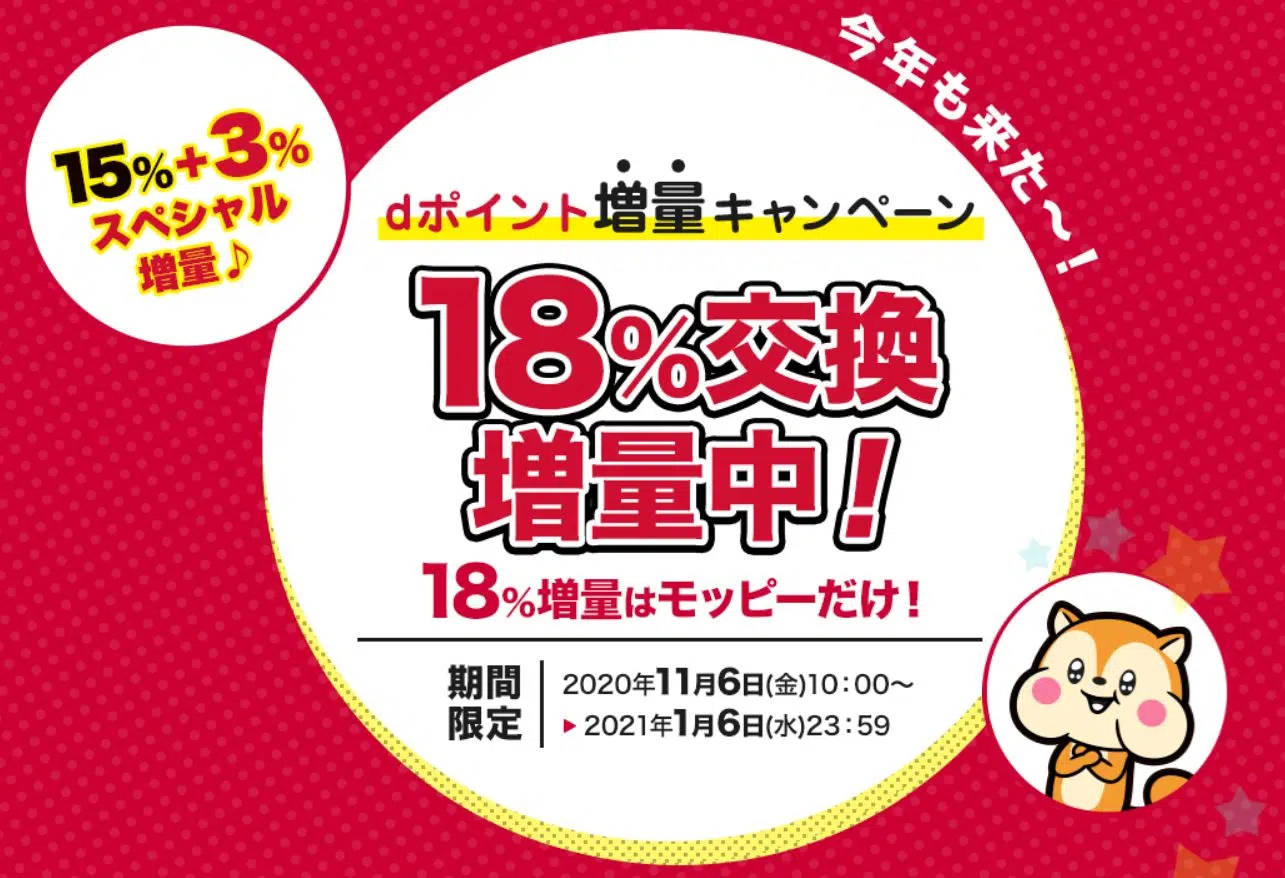 今年も来た～！
15%+3%
スペシャル
増量♪
dポイント増量キャンペーン
18%交換
増量中！
18%増量はモッピーだけ！
期間
限定
2020年11月6日(金)10：00～
▶2021年1月6日(水)23：59